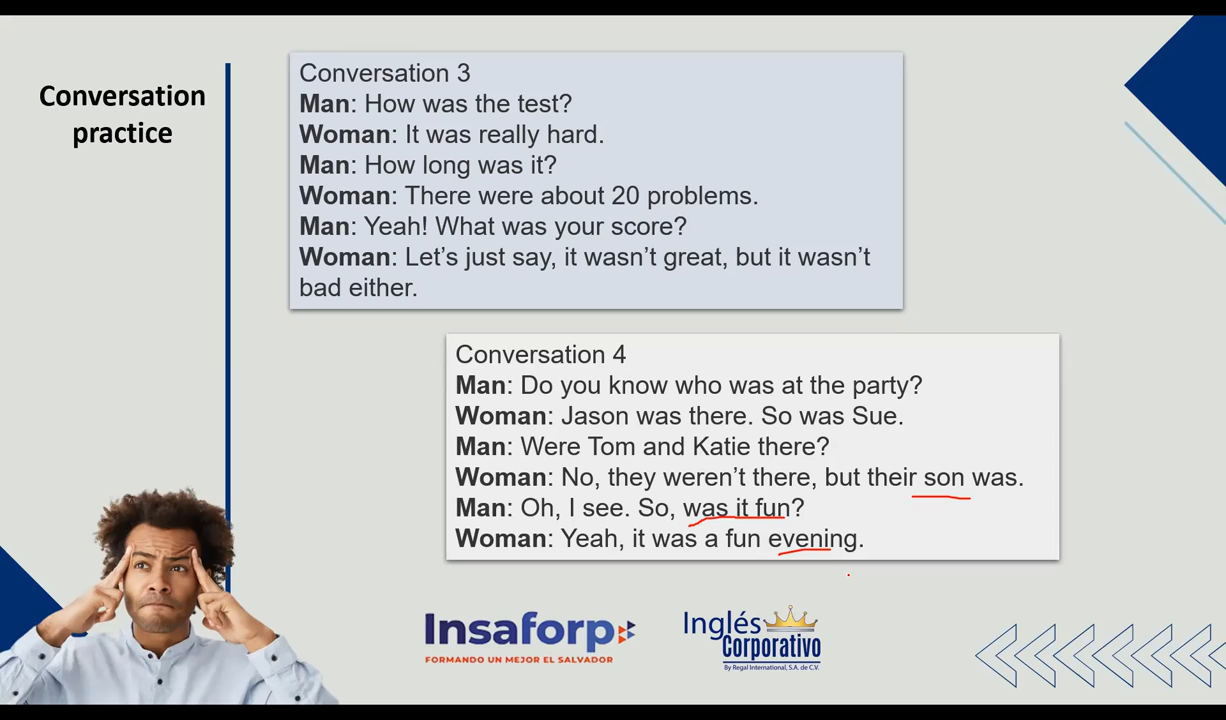 Conversation
practice
Conversation 3
Man: How was the test?
Woman: It was really hard.
Man: How long was it?
Woman: There were about 20 problems.
Man: Yeah! What was your score?
Woman: Let's just say, it wasn't great, but it wasn't
bad either.
Conversation 4
Man: Do you know who was at the party?
Woman: Jason was there. So was Sue.
Man: Were Tom and Katie there?
Woman: No, they weren't there, but their son was.
Man: Oh, I see. So, was it fun?
Woman: Yeah, it was a fun evening.
Insaforp
FORMANDO UN MEJOR EL SALVADOR
Inglés
Corporativo
By Regal International, S.A. de C.V.